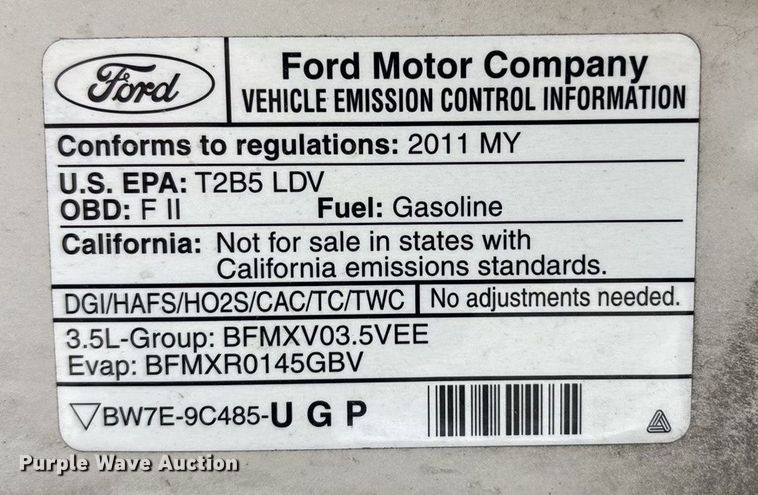 Ford
Ford Motor Company
VEHICLE EMISSION CONTROL INFORMATION
Conforms to regulations: 2011 MY
U.S. EPA: T2B5 LDV
OBD: F II Fuel: Gasoline
California: Not for sale in states with
California emissions standards.
DGI/HAFS/HO2S/CAC/TC/TWC No adjustments needed.
3.5L-Group: BFMXV03.5VEE
Evap: BFMXR0145GBV
▽BW7E-9C485-U G P
Purple Wave Auction